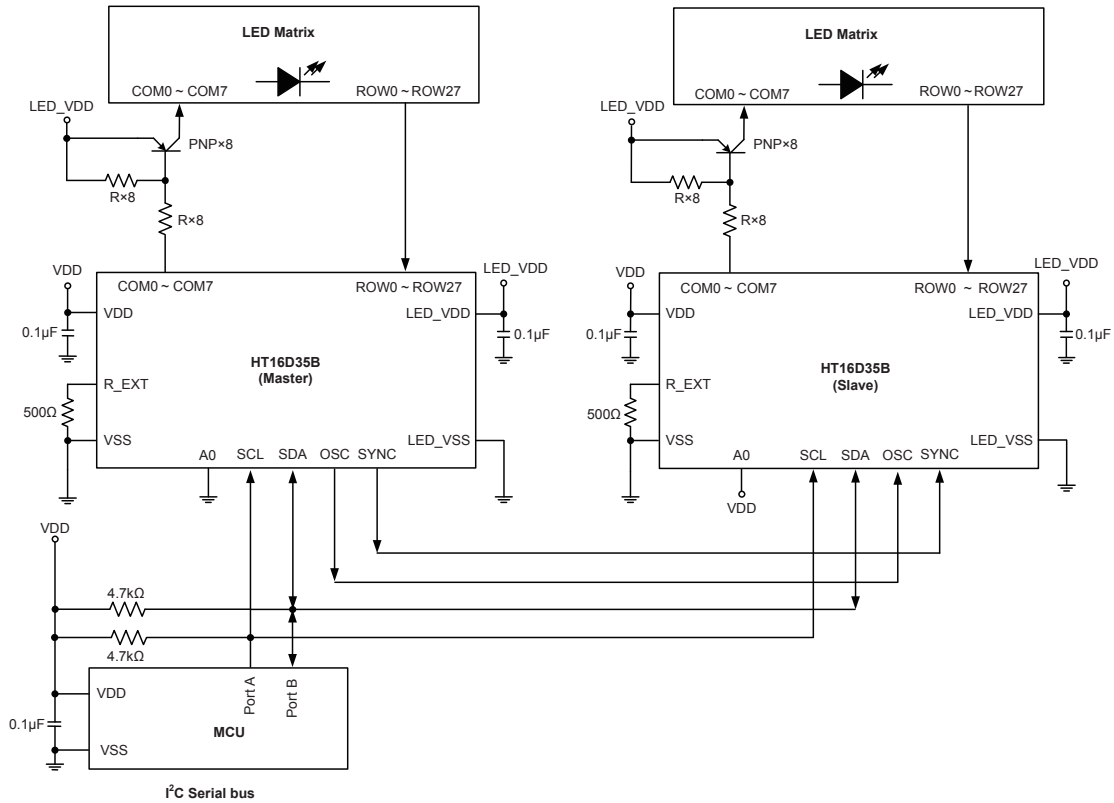 LED Matrix
COM0 ~ COM7
ROW0 ~ ROW27
LED_VDD
PNP×8
R×8
R×8
VDD
0.1μF
COM0 ~ COM7
ROW0 ~ ROW27
VDD
LED_VDD
LED_VDD
0.1μF
HT16D35B
(Master)
R_EXT
500Ω
VSS
LED_VSS
A0
SCL
SDA
OSC
SYNC
LED Matrix
COM0 ~ COM7
ROW0 ~ ROW27
LED_VDD
PNP×8
R×8
R×8
VDD
0.1μF
COM0 ~ COM7
ROW0 ~ ROW27
VDD
LED_VDD
LED_VDD
0.1μF
HT16D35B
(Slave)
R_EXT
500Ω
VSS
LED_VSS
A0
SCL
SDA
OSC
SYNC
VDD
VDD
4.7kΩ
4.7kΩ
Port A
Port B
VDD
0.1μF
MCU
VSS
I²C Serial bus